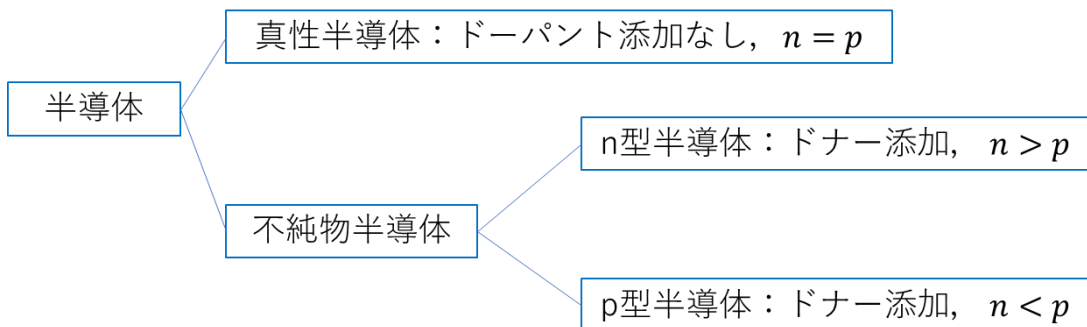 真性半導体：ドーパント添加なし，n = p
半導体
n型半導体：ドナー添加，n > p
不純物半導体
p型半導体：ドナー添加，n < p